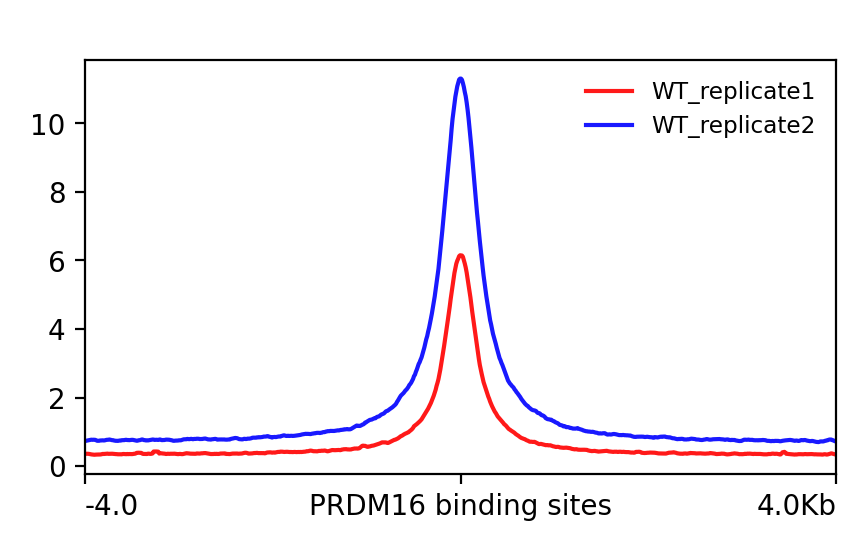 WT_replicate1
WT_replicate2
10
8
6
4
2
0
-4.0 PRDM16 binding sites 4.0Kb